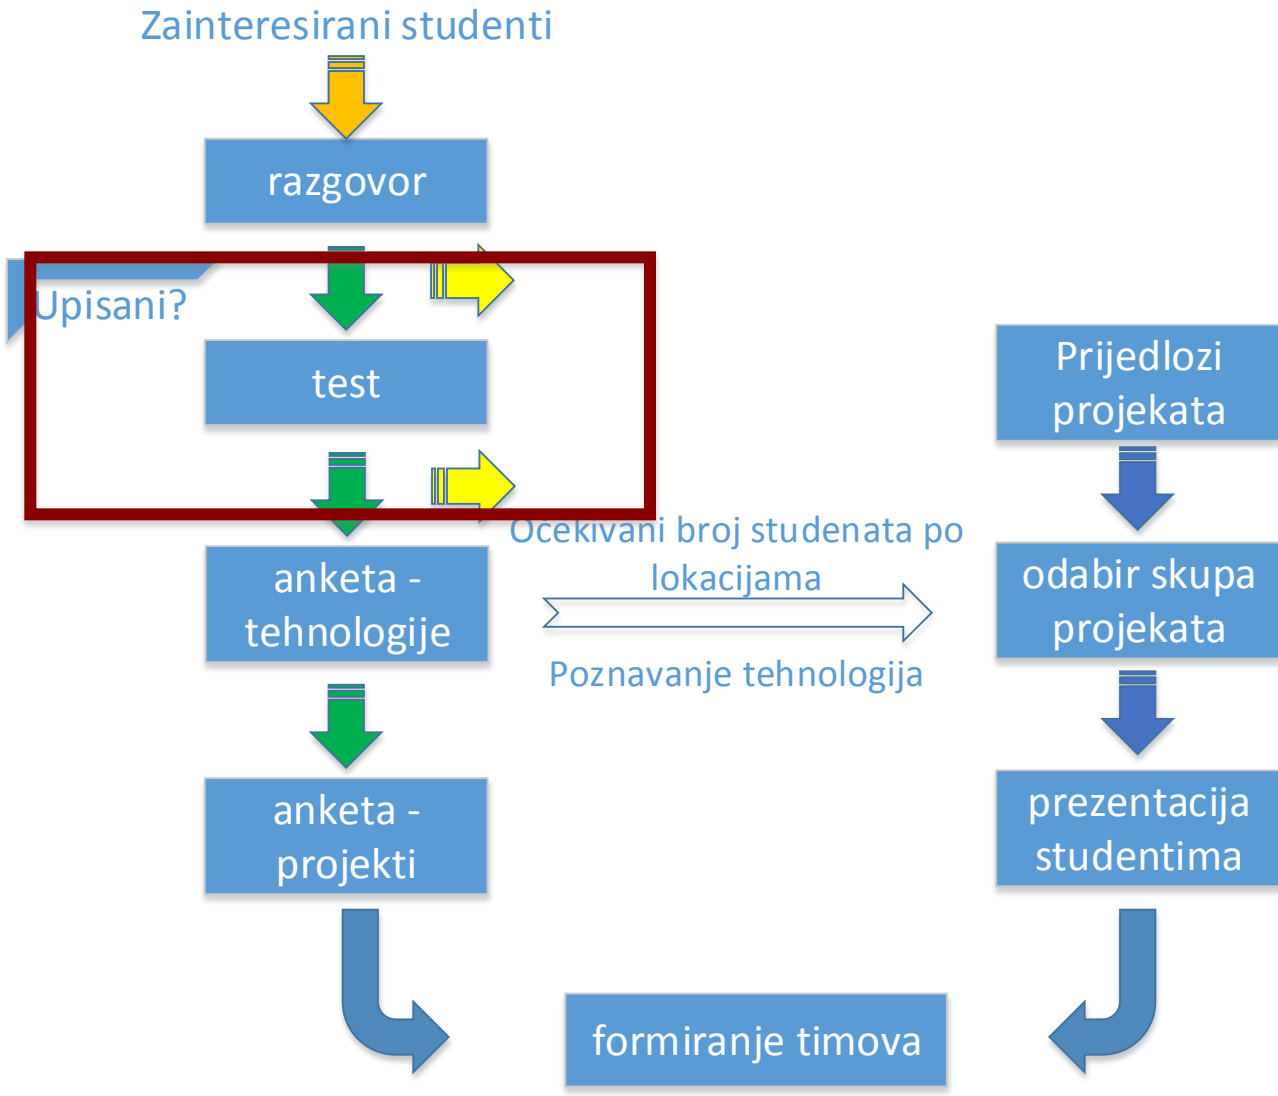 Zainteresirani studenti
razgovor
Upisani?
test
anketa -
tehnologije
anketa -
projekti
Očekivani broj studenata po
lokacijama
Poznavanje tehnologija
Prijedlozi
projekata
odabir skupa
projekata
prezentacija
studentima
formiranje timova